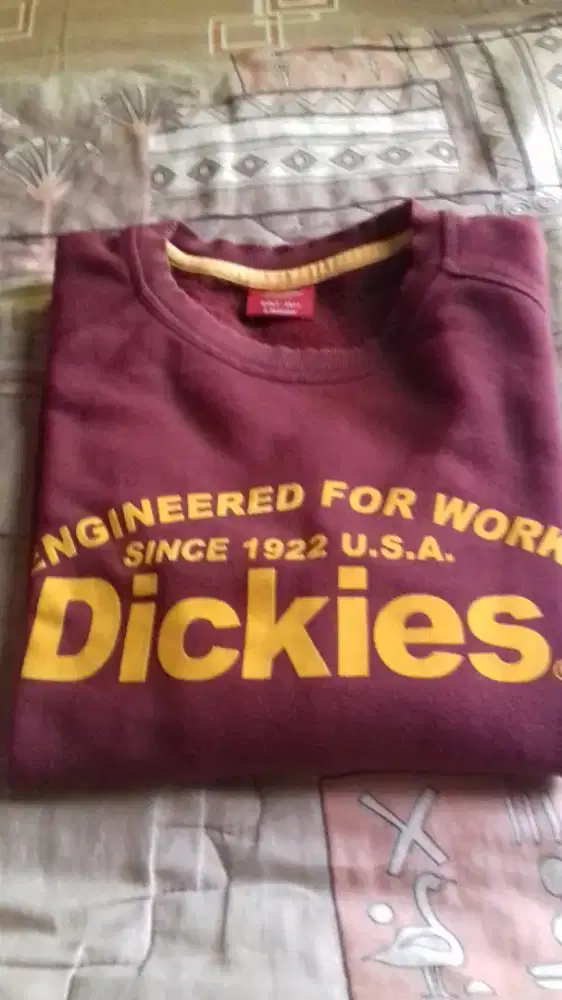 ENGINEERED FOR WORK
SINCE 1922 U.S.A.
Dickies